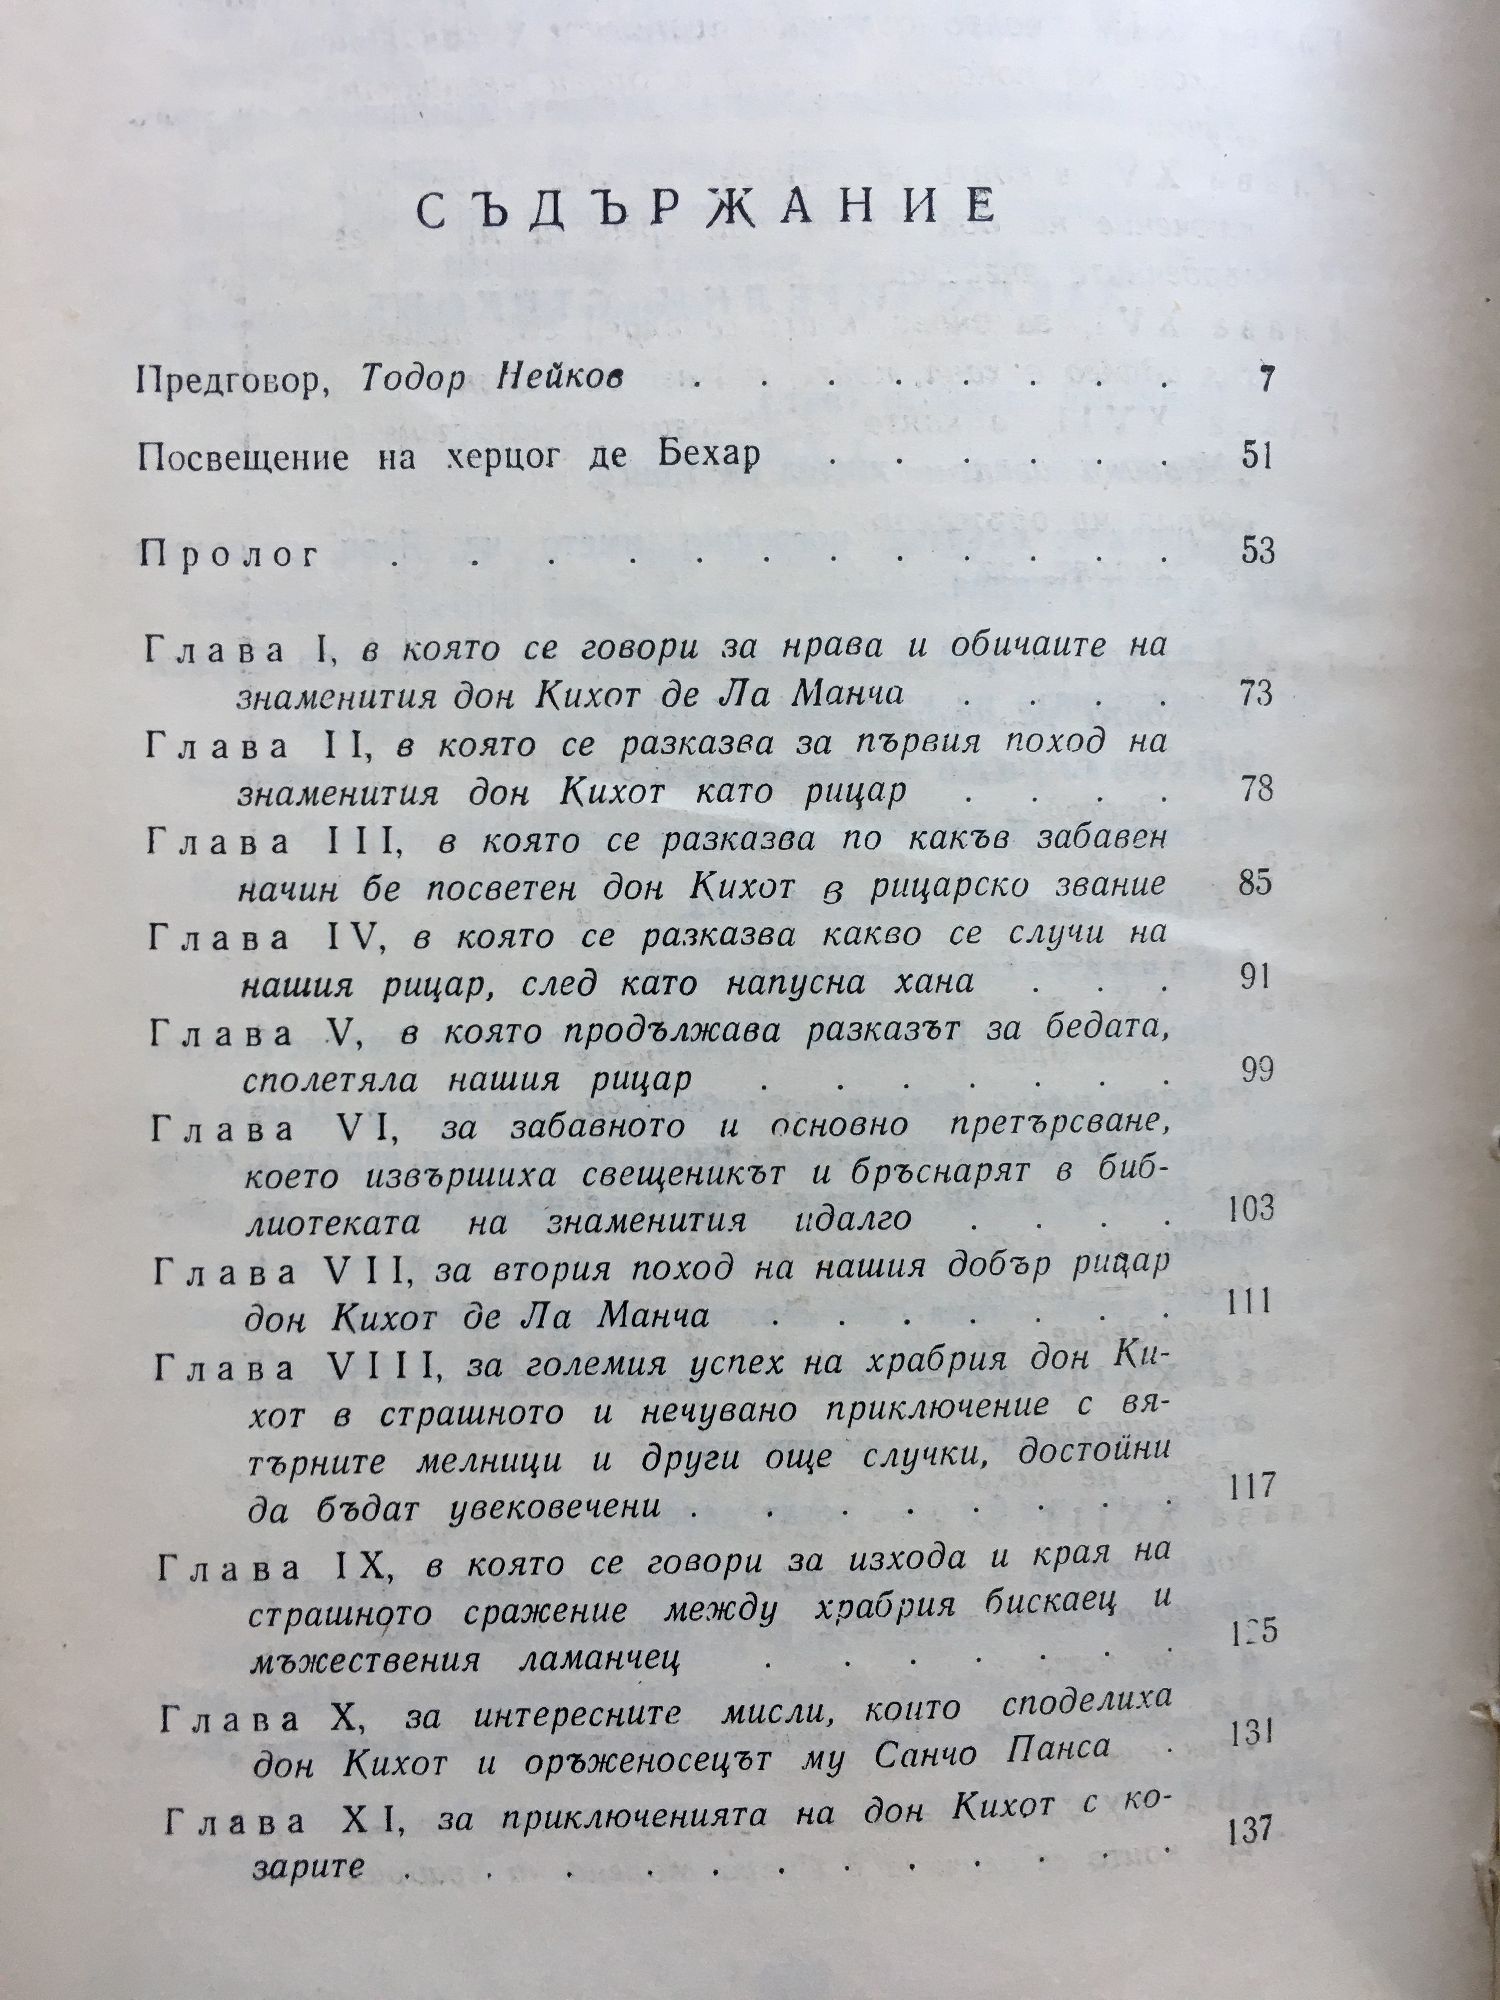 СЪДЪРЖАНИЕ
Предговор, Тодор Нейков . . . . . . . . 7
Посвещение на херцог де Бехар . . . . . . 51
Пролог . . . . . . . . . . . 53
Глава I, в която се говори за нрава и обичаите на
знаменития дон Кихот де Ла Манча . . . . 73
Глава II, в която се разказва за първия поход на
знаменития дон Кихот като рицар . . . . 78
Глава III, в която се разказва по какъв забавен
начин бе посветен дон Кихот в рицарско звание 85
Глава IV, в която се разказва какво се случи на
нашия рицар, след като напусна хана . . . 91
Глава V, в която продължава разказът за бедата,
сполетяла нашия рицар . . . . . . . 99
Глава VI, за забавното и основно претърсване,
което извършиха свещеникът и бръснарят в биб-
лиотеката на знаменития идалго . . . . 103
Глава VII, за втория поход на нашия добър рицар
дон Кихот де Ла Манча . . . . . . . 111
Глава VIII, за големия успех на храбрия дон Ки-
хот в страшното и нечувано приключение с вя-
търните мелници и други още случки, достойни
да бъдат увековечени . . . . . . . . 117
Глава IX, в която се говори за изхода и края на
страшното сражение между храбрия бискаец и
мъжествения ламанчец . . . . . . . 125
Глава X, за интересните мисли, които споделиха
дон Кихот и оръженосецът му Санчо Панса . 131
Глава XI, за приключенията на дон Кихот с ко-
зарите . . . . . . . . . . . 137